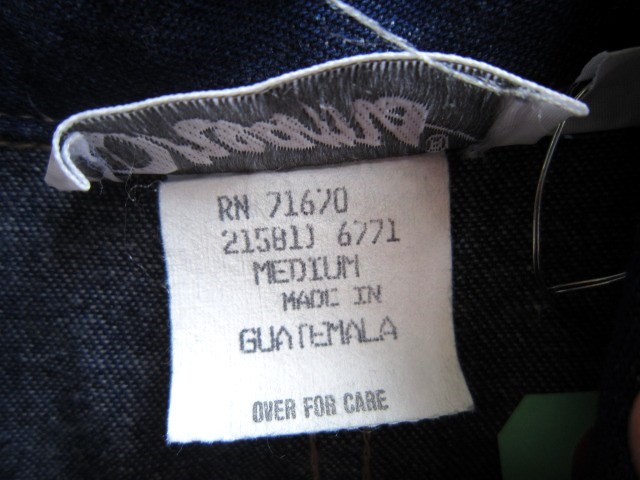 RN 71670
21581J 6771
MEDIUM
MADE IN
GUATEMALA
OVER FOR CARE